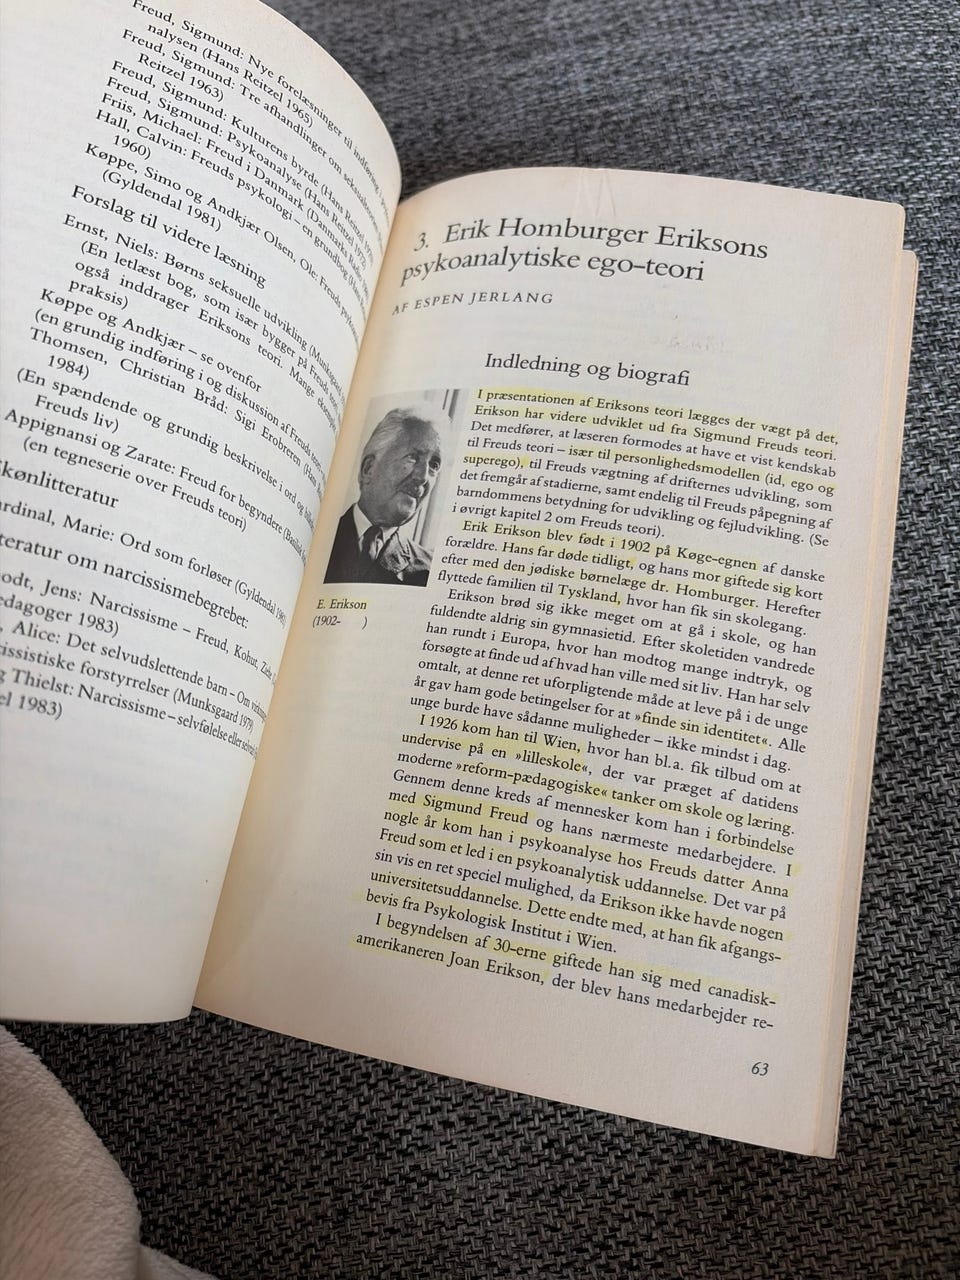 Freud, Sigmund: Nye forelæsninger til indføring i
nalysen (Hans Reitzel 1965)
Freud, Sigmund: Tre afhandlinger om
Reitzel 1963)
Freud, Sigmund: Kulturens byrde (Hans Reitzel
Freud, Sigmund: Psykoanalyse (Hans Reitzel
Friis, Michael: Freud i Danmark (Danmarks Radio
Hall, Calvin: Freuds psykologi – en grundbog (Hans
1960)
Køppe, Simo og Andkjær Olsen, Ole: Freuds
(Gyldendal 1981)
Forslag til videre læsning
Ernst, Niels: Børns seksuelle udvikling
(En letlæst bog, som især bygger på Freuds
også inddrager Eriksons teori. Mange
praksis)
Køppe og Andkjær – se ovenfor
(en grundig indføring i og diskussion af Freuds
Thomsen, Christian Bråd: Sigi Erobreren
1984)
(En spændende og grundig beskrivelse i ord og
Freuds liv)
Appignansi og Zarate: Freud for begyndere
(en tegneserie over Freuds teori)
kønlitteratur
Marie: Ord som forløser (Gyldendal
om narcissismebegrebet:
Jens: Narcissisme – Freud, Kohut,
1983)
Alice: Det selvudslettende barn – Om
forstyrrelser (Munksgaard
Thielst: Narcissisme – selvfølelse eller
1983)
3. Erik Homburger Eriksons
psykoanalytiske ego-teori
AF ESPEN JERLANG
Indledning og biografi
I præsentationen af Eriksons teori lægges der vægt på det,
Erikson har videre udviklet ud fra Sigmund Freuds teori.
Det medfører, at læseren formodes at have et vist kendskab
til Freuds teori – især til personlighedsmodellen (id, ego og
superego), til Freuds vægtning af drifternes udvikling, som
det fremgår af stadierne, samt endelig til Freuds påpegning af
barndommens betydning for udvikling og fejludvikling. (Se
i øvrigt kapitel 2 om Freuds teori).
Erik Erikson blev født i 1902 på Køge-egnen af danske
forældre. Hans far døde tidligt, og hans mor giftede sig kort
efter med den jødiske børnelæge dr. Homburger. Herefter
flyttede familien til Tyskland, hvor han fik sin skolegang.
Erikson brød sig ikke meget om at gå i skole, og han
fuldendte aldrig sin gymnasietid. Efter skoletiden vandrede
han rundt i Europa, hvor han modtog mange indtryk, og
forsøgte at finde ud af hvad han ville med sit liv. Han har selv
omtalt, at denne ret uforpligtende måde at leve på i de unge
år gav ham gode betingelser for at »finde sin identitet«. Alle
unge burde have sådanne muligheder – ikke mindst i dag.
I 1926 kom han til Wien, hvor han bl.a. fik tilbud om at
undervise på en »lilleskole«, der var præget af datidens
moderne »reform-pædagogiske« tanker om skole og læring.
Gennem denne kreds af mennesker kom han i forbindelse
med Sigmund Freud og hans nærmeste medarbejdere. I
nogle år kom han i psykoanalyse hos Freuds datter Anna
Freud som et led i en psykoanalytisk uddannelse. Det var på
sin vis en ret speciel mulighed, da Erikson ikke havde nogen
universitetsuddannelse. Dette endte med, at han fik afgangs-
bevis fra Psykologisk Institut i Wien.
I begyndelsen af 30-erne giftede han sig med canadisk-
amerikaneren Joan Erikson, der blev hans medarbejder re-
E. Erikson
(1902- )
63